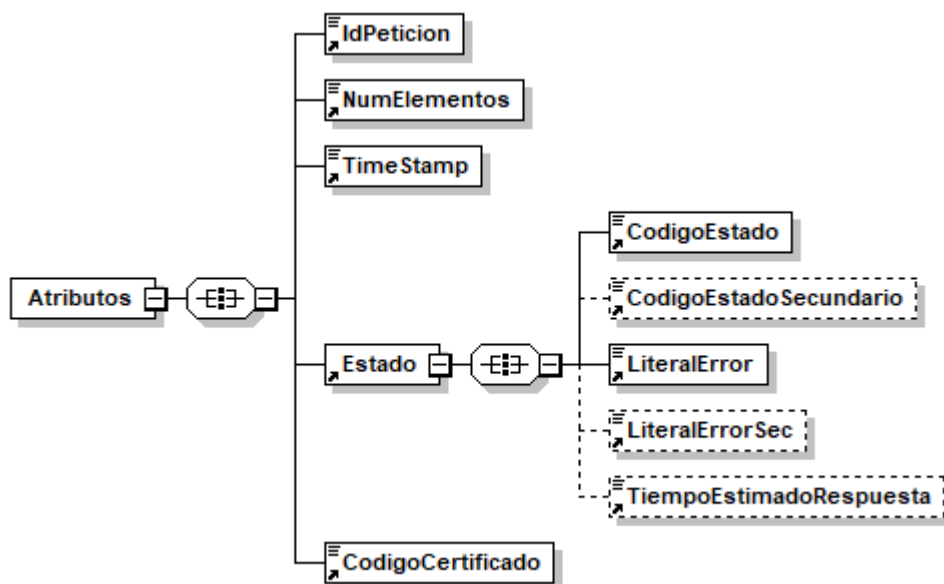 IdPeticion
NumElementos
TimeStamp
CodigoEstado
Atributos
CodigoEstadoSecundario
Estado
LiteralError
LiteralErrorSec
TiempoEstimadoRespuesta
CodigoCertificado